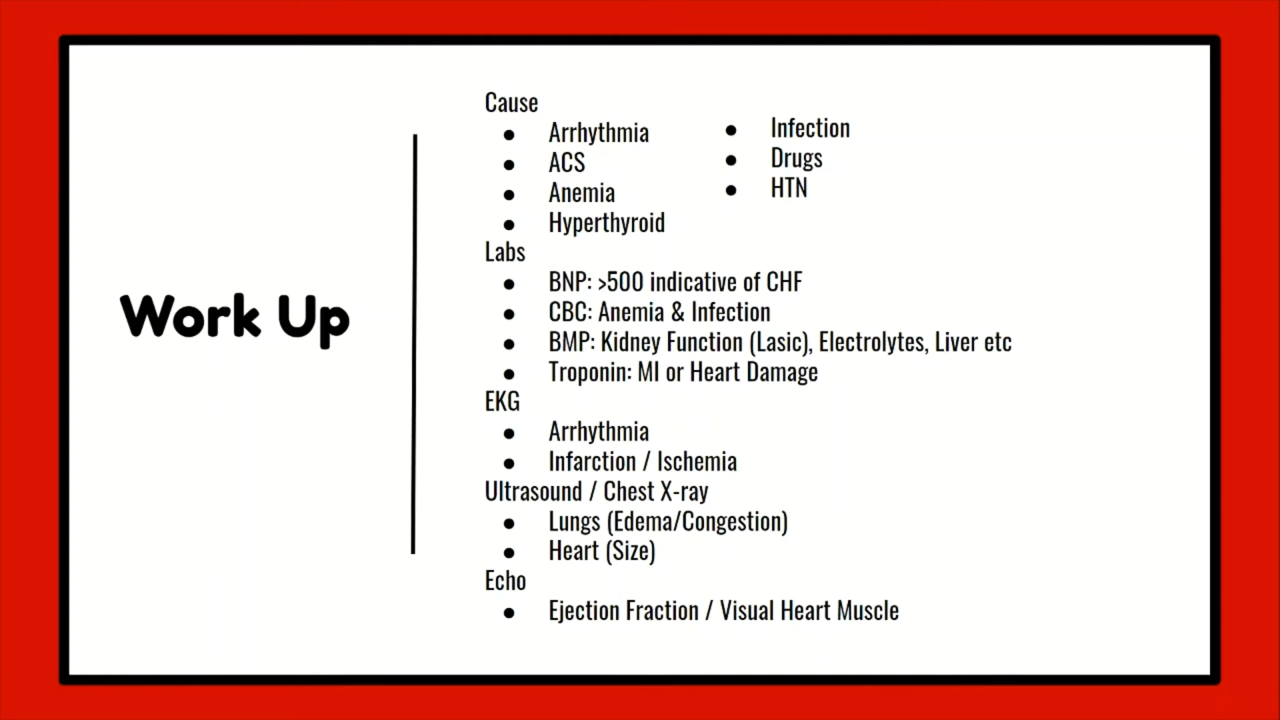 Work Up
Cause
● Arrhythmia
● ACS
● Anemia
● Hyperthyroid
● Infection
● Drugs
● HTN
Labs
● BNP: >500 indicative of CHF
● CBC: Anemia & Infection
● BMP: Kidney Function (Lasic), Electrolytes, Liver etc
● Troponin: MI or Heart Damage
EKG
● Arrhythmia
● Infarction / Ischemia
Ultrasound / Chest X-ray
● Lungs (Edema/Congestion)
● Heart (Size)
Echo
● Ejection Fraction / Visual Heart Muscle